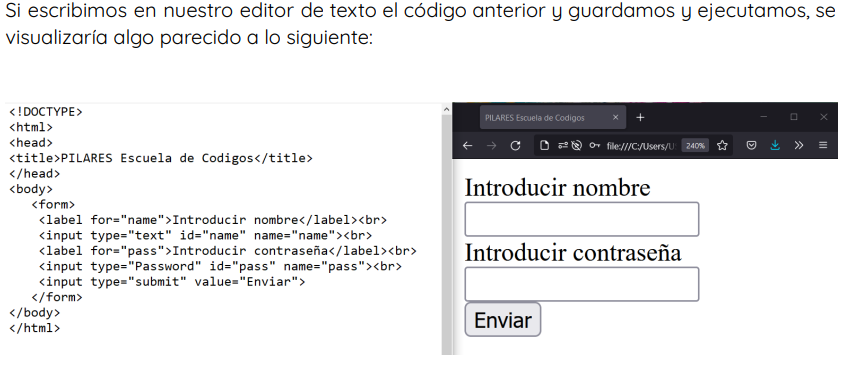 Si escribimos en nuestro editor de texto el código anterior y guardamos y ejecutamos, se
visualizaría algo parecido a lo siguiente:
<!DOCTYPE>
<html>
<head>
<title>PILARES Escuela de Codigos</title>
</head>
<body>
<form>
<label for="name">Introducir nombre</label><br>
<input type="text" id="name" name="name"><br>
<label for="pass">Introducir contraseña</label><br>
<input type="Password" id="pass" name="pass"><br>
<input type="submit" value="Enviar">
</form>
</body>
</html>
PILARES Escuela de Codigos
file:///C:/Users/U 240%
Introducir nombre
Introducir contraseña
Enviar